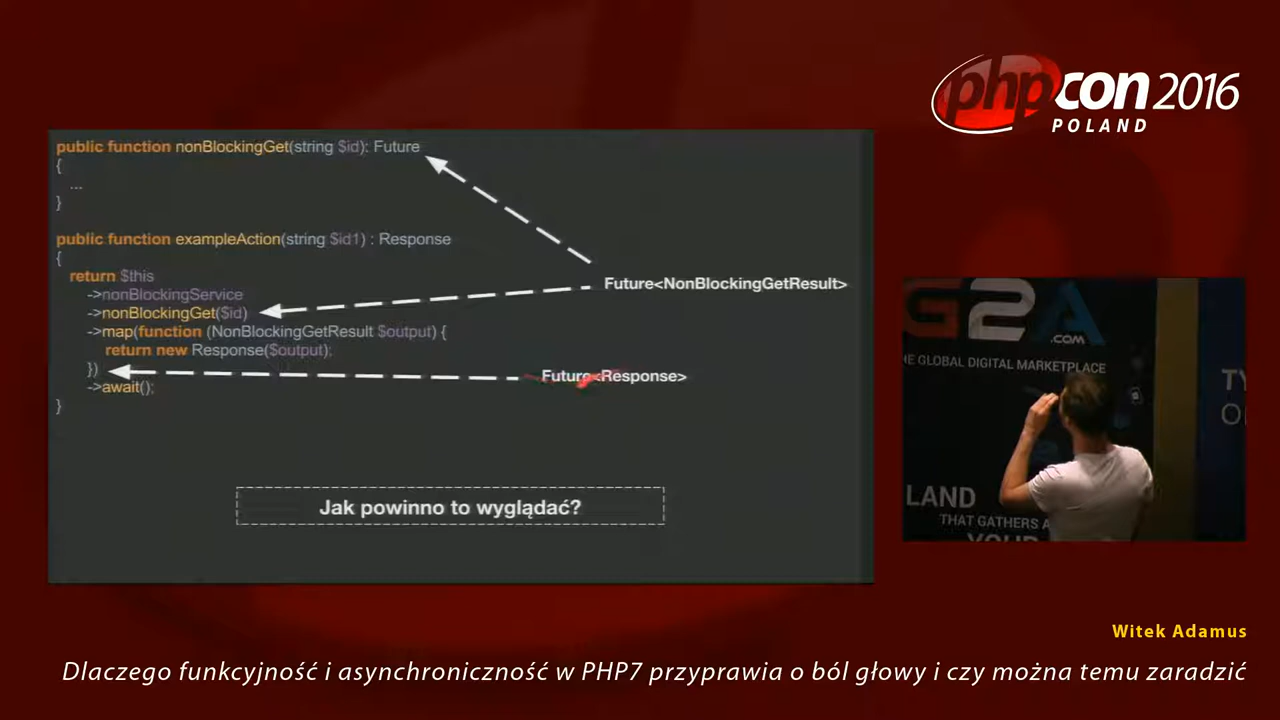 phpcon 2016
POLAND
public function nonBlockingGet(string $id): Future
{
...
}
public function exampleAction(string $id1) : Response
{
return $this
->nonBlockingService
->nonBlockingGet($id)
->map(function (NonBlockingGetResult $output) {
return new Response($output);
})
->await();
}
Future<NonBlockingGetResult>
Future<Response>
Jak powinno to wyglądać?
G2A
.COM
HE GLOBAL DIGITAL MARKETPLACE
TY
LAND
THAT GATHERS A
YOUR
Witek Adamus
Dlaczego funkcyjność i asynchroniczność w PHP7 przyprawia o ból głowy i czy można temu zaradzić